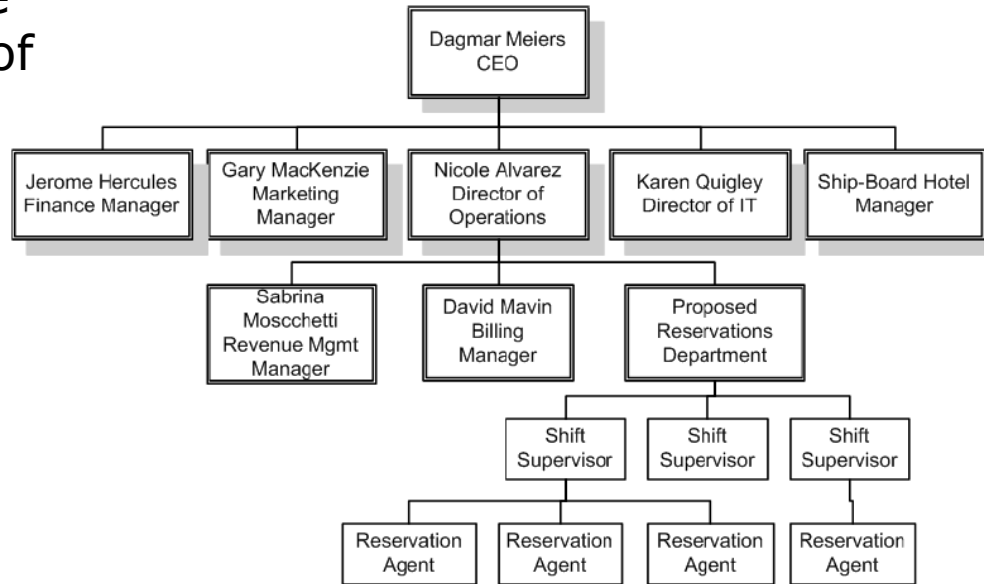 of
Dagmar Meiers
CEO
Jerome Hercules
Finance Manager
Gary MacKenzie
Marketing
Manager
Nicole Alvarez
Director of
Operations
Karen Quigley
Director of IT
Ship-Board Hotel
Manager
Sabrina
Moscchetti
Revenue Mgmt
Manager
David Mavin
Billing
Manager
Proposed
Reservations
Department
Shift
Supervisor
Shift
Supervisor
Shift
Supervisor
Reservation
Agent
Reservation
Agent
Reservation
Agent
Reservation
Agent